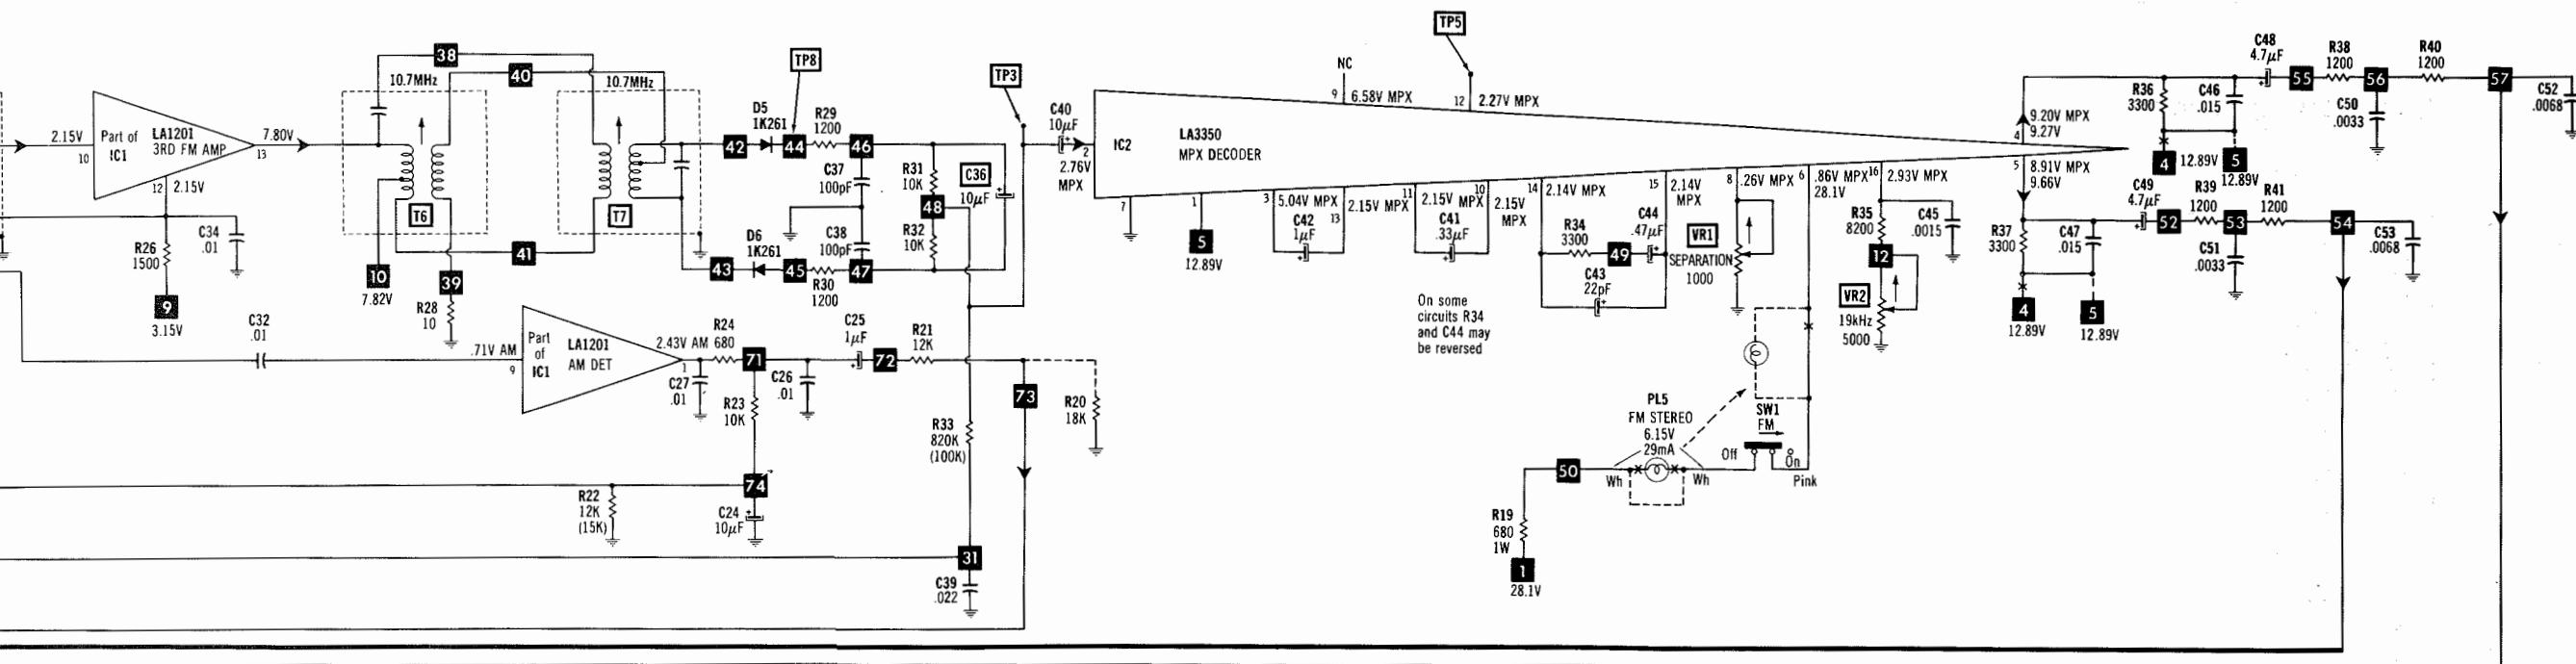 38
10.7MHz
40
10.7MHz
2.15V
10
Part of
IC1
LA1201
3RD FM AMP
7.80V
13
12
2.15V
R26
1500
C34
.01
9
3.15V
T6
10
7.82V
39
R28
10
41
T7
TP8
D5
1K261
42
44
R29
1200
46
C37
100pF
C38
100pF
D6
1K261
43
45
R30
1200
47
R31
10K
48
R32
10K
C36
10μF
TP3
C40
10μF
2
2.76V
MPX
IC2
LA3350
MPX DECODER
7
1
5
12.89V
3
5.04V MPX
C42
1μF
13
2.15V MPX
NC
9
6.58V MPX
TP5
12
2.27V MPX
11
2.15V MPX
C41
.33μF
10
2.15V
MPX
14
2.14V MPX
R34
3300
49
C44
.47μF
C43
22pF
15
2.14V
MPX
On some
circuits R34
and C44 may
be reversed
8
.26V MPX
VR1
SEPARATION
1000
6
.86V MPX
28.1V
16
2.93V MPX
R35
8200
C45
.0015
12
VR2
19kHz
5000
4
9.20V MPX
9.27V
5
8.91V MPX
9.66V
R36
3300
C46
.015
4
12.89V
5
12.89V
C48
4.7μF
55
R38
1200
56
C50
.0033
R40
1200
57
C52
.0068
R37
3300
C47
.015
4
12.89V
5
12.89V
C49
4.7μF
52
R39
1200
53
C51
.0033
R41
1200
54
C53
.0068
C32
.01
.71V AM
9
Part
of
IC1
LA1201
AM DET
2.43V AM
1
C27
.01
R24
680
71
R23
10K
C26
.01
C25
1μF
72
R21
12K
73
R20
18K
R33
820K
(100K)
R22
12K
(15K)
74
C24
10μF
31
C39
.022
PL5
FM STEREO
6.15V
29mA
SW1
FM
Off
On
50
Wh
Wh
Pink
R19
680
1W
1
28.1V